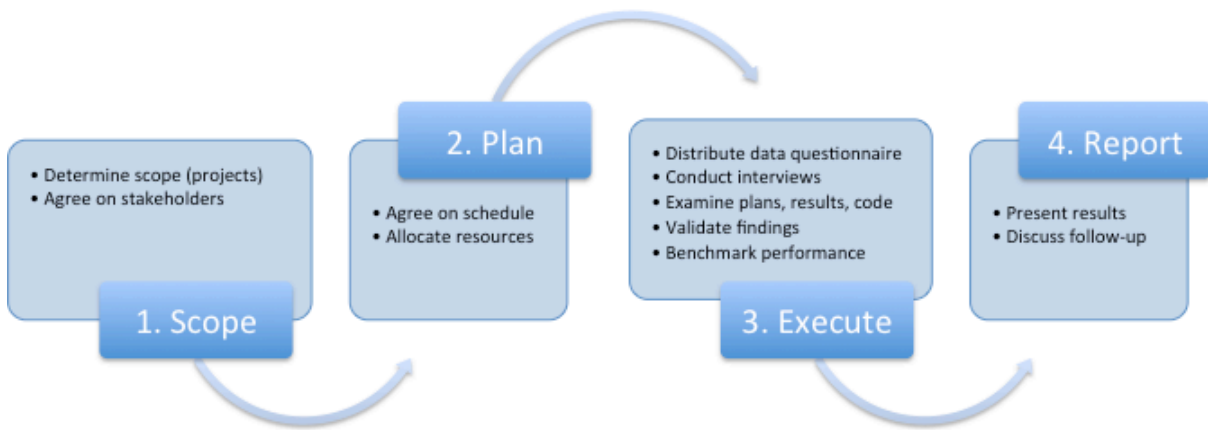 • Determine scope (projects)
• Agree on stakeholders
1. Scope
2. Plan
• Agree on schedule
• Allocate resources
• Distribute data questionnaire
• Conduct interviews
• Examine plans, results, code
• Validate findings
• Benchmark performance
3. Execute
4. Report
• Present results
• Discuss follow-up